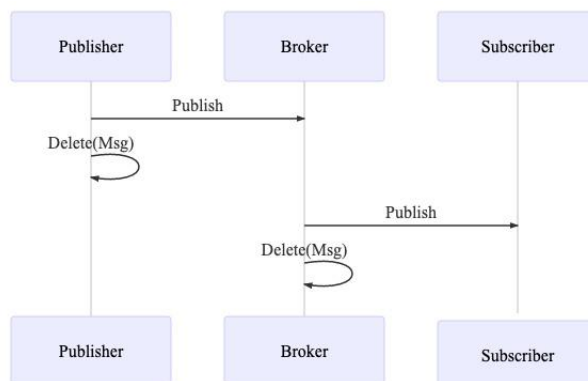 Publisher
Broker
Subscriber
Publish
Delete(Msg)
Publish
Delete(Msg)
Publisher
Broker
Subscriber